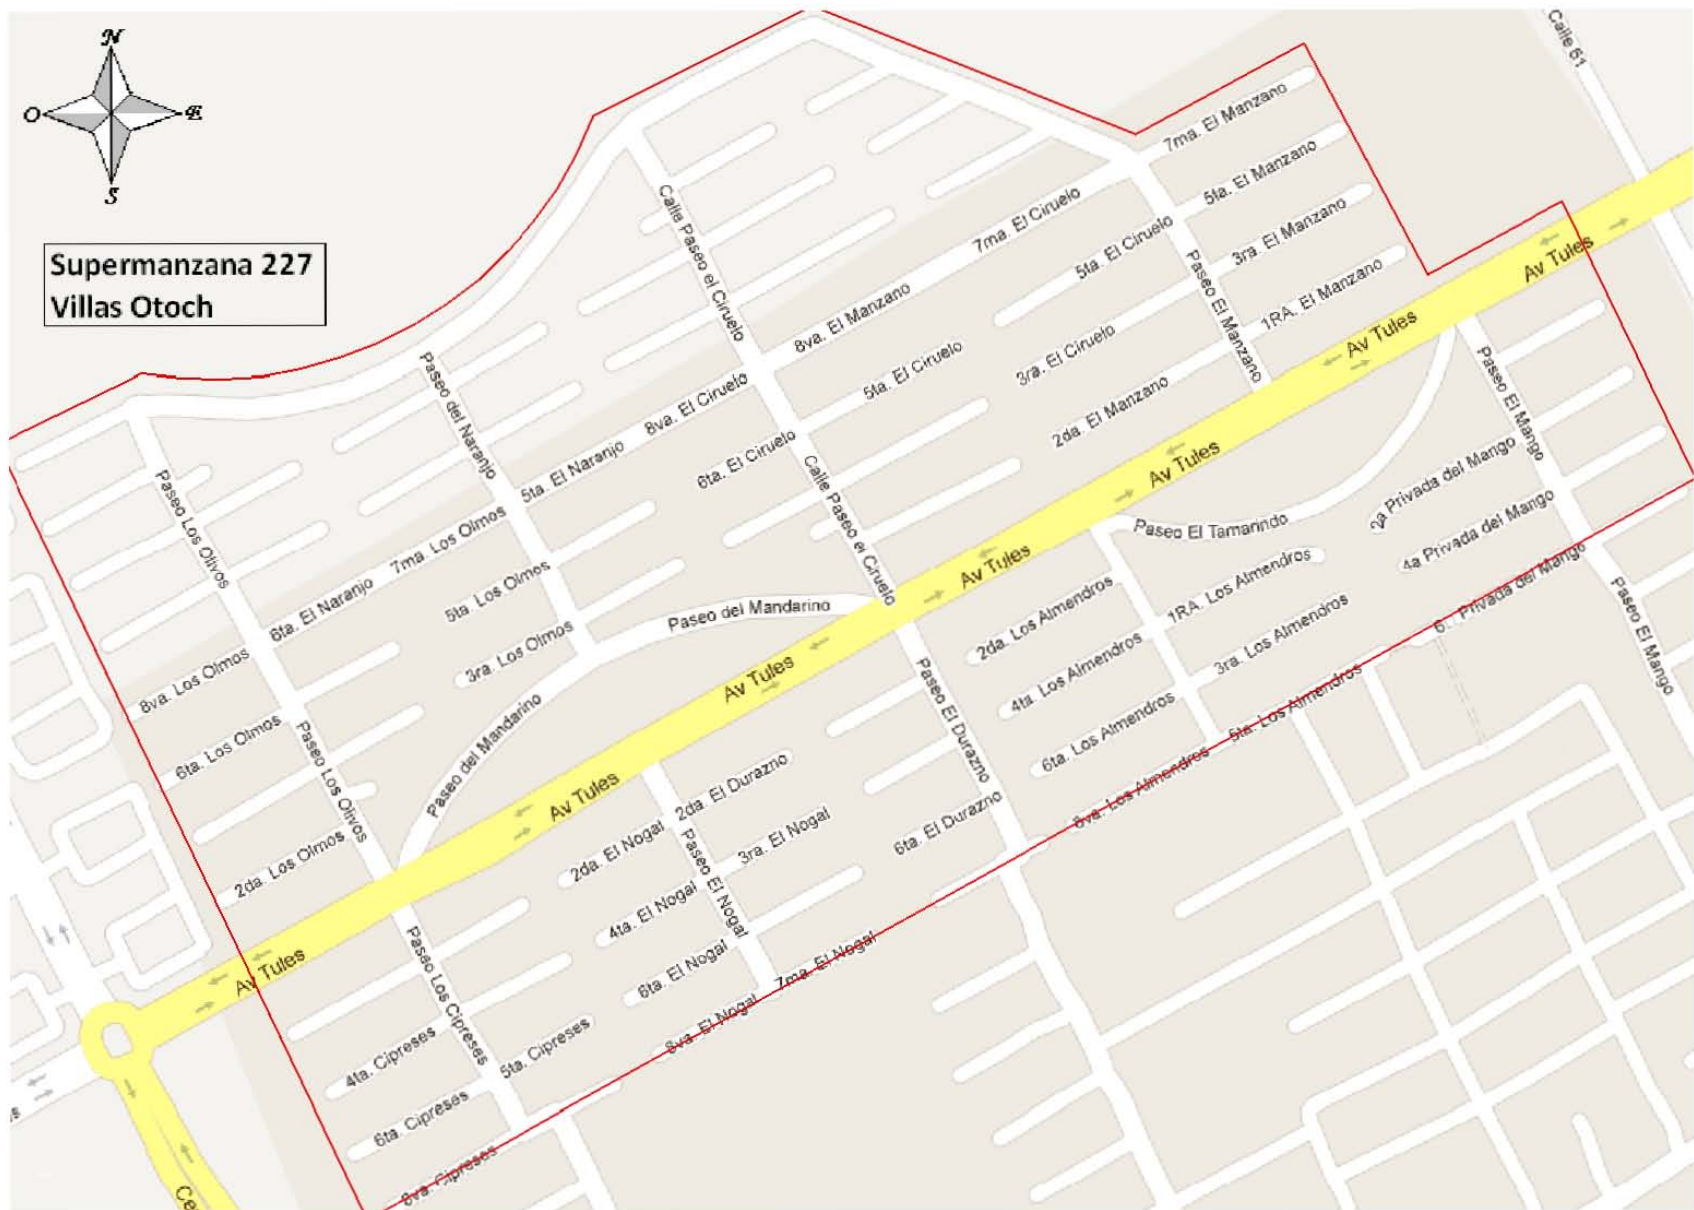 N
O
E
S
Supermanzana 227
Villas Otoch
Calle 61
7ma. El Manzano
5ta. El Manzano
3ra. El Manzano
1RA. El Manzano
Paseo El Manzano
Paseo El Manzano
7ma. El Ciruelo
5ta. El Ciruelo
3ra. El Ciruelo
2da. El Manzano
8va. El Manzano
5ta. El Ciruelo
Calle Paseo el Ciruelo
Calle Paseo el Ciruelo
8va. El Ciruelo
6ta. El Ciruelo
5ta. El Naranjo
Paseo del Naranjo
7ma. Los Olmos
6ta. El Naranjo
5ta. Los Olmos
3ra. Los Olmos
Paseo Los Olivos
Paseo Los Olivos
8va. Los Olmos
6ta. Los Olmos
2da. Los Olmos
Paseo del Mandarino
Paseo del Mandarino
Av Tules
Av Tules
Av Tules
Av Tules
Av Tules
Av Tules
Av Tules
Paseo El Mango
Paseo El Mango
Paseo El Tamarindo
2a Privada del Mango
4a Privada del Mango
Privada del Mango
1RA. Los Almendros
3ra. Los Almendros
5ta. Los Almendros
2da. Los Almendros
4ta. Los Almendros
6ta. Los Almendros
8va. Los Almendros
Paseo El Durazno
2da. El Durazno
6ta. El Durazno
2da. El Nogal
3ra. El Nogal
4ta. El Nogal
6ta. El Nogal
Paseo El Nogal
7ma. El Nogal
8va. El Nogal
Paseo Los Cipreses
4ta. Cipreses
5ta. Cipreses
6ta. Cipreses
8va. Cipreses